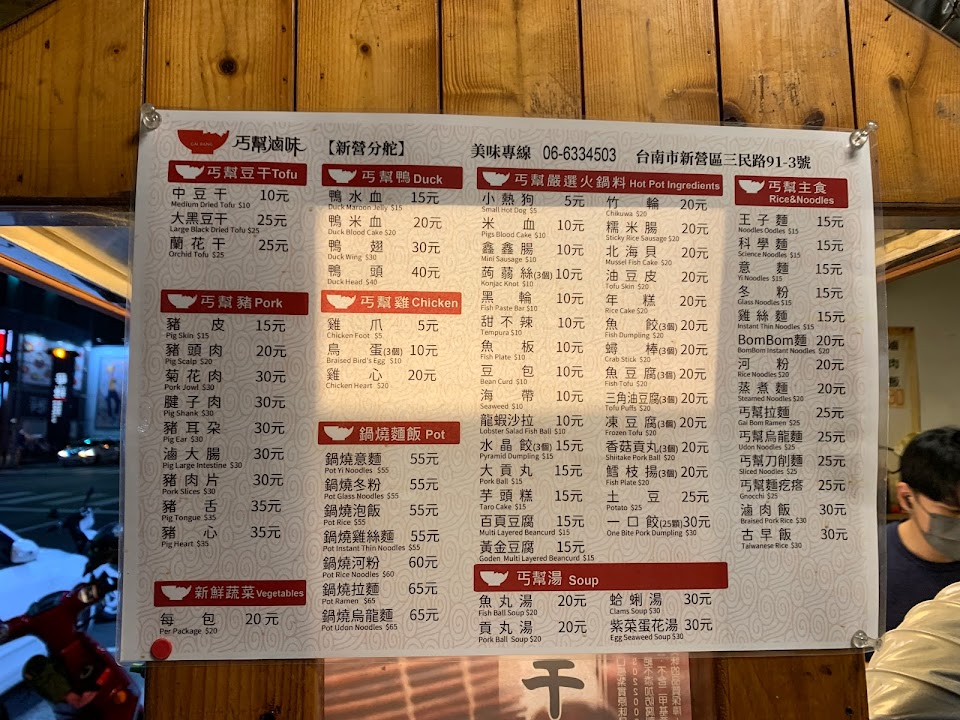 GAI BANG
丐幫滷味
【新營分舵】
美味專線 06-6334503 台南市新營區三民路91-3號
丐幫豆干Tofu
中豆干 10元
Medium Dried Tofu $10
大黑豆干 25元
Large Black Dried Tofu $25
蘭花干 25元
Orchid Tofu $25
丐幫豬Pork
豬皮 15元
Pig Skin $15
豬頭肉 20元
Pig Scalp $20
菊花肉 30元
Pork Jowl $30
腱子肉 30元
Pig Shank $30
豬耳朶 30元
Pig Ear $30
滷大腸 30元
Pig Large Intestine $30
豬肉片 30元
Pork Slices $30
豬舌 35元
Pig Tongue $35
豬心 35元
Pig Heart $35
新鮮蔬菜Vegetables
每包 20元
Per Package $20
丐幫鴨Duck
鴨水血 15元
Duck Maroon Jelly $15
鴨米血 20元
Duck Blood Cake $20
鴨翅 30元
Duck Wing $30
鴨頭 40元
Duck Head $40
丐幫雞Chicken
雞爪 5元
Chicken Foot $5
鳥蛋(3個) 10元
Braised Bird's Egg $10
雞心 20元
Chicken Heart $20
鍋燒麵飯 Pot
鍋燒意麵 55元
Pot Yi Noodles $55
鍋燒冬粉 55元
Pot Glass Noodles $55
鍋燒泡飯 55元
Pot Rice $55
鍋燒雞絲麵 55元
Pot Instant Thin Noodles $55
鍋燒河粉 60元
Pot Rice Noodles $60
鍋燒拉麵 65元
Pot Ramen $65
鍋燒烏龍麵 65元
Pot Udon Noodles $65
丐幫嚴選火鍋料 Hot Pot Ingredients
小熱狗 5元
Small Hot Dog $5
米血 10元
Pigs Blood Cake $10
鑫鑫腸 10元
Mini Sausage $10
蒟蒻絲(3個) 10元
Konjac Knot $10
黑輪 10元
Fish Paste Bar $10
甜不辣 10元
Tempura $10
魚板 10元
Fish Plate $10
豆包 10元
Bean Curd $10
海帶 10元
Seaweed $10
龍蝦沙拉 10元
Lobster Salad Fish Ball $10
水晶餃(3個) 15元
Pyramid Dumpling $15
大貢丸 15元
Pork Ball $15
芋頭糕 15元
Taro Cake $15
百頁豆腐 15元
Multi Layered Beancurd $15
黃金豆腐 15元
Goden Multi Layered Beancurd $15
竹輪 20元
Chikuwa $20
糯米腸 20元
Sticky Rice Sausage $20
北海貝 20元
Mussel Fish Cake $20
油豆皮 20元
Tofu Skin $20
年糕 20元
Rice Cake $20
魚餃(3個) 20元
Fish Dumpling $20
蟳棒(3個) 20元
Crab Stick $20
魚豆腐(3個) 20元
Fish Tofu $20
三角油豆腐(3個) 20元
Tofu Puffs $20
凍豆腐(3個) 20元
Frozen Tofu $20
香菇貢丸(3個) 20元
Shiitake Pork Ball $20
鱈枝揚(3個) 20元
Fish Plate $20
土豆 25元
Potato $25
一口餃(25顆) 30元
One Bite Pork Dumpling $30
丐幫湯 Soup
魚丸湯 20元
Fish Ball Soup $20
貢丸湯 20元
Pork Ball Soup $20
蛤蜊湯 30元
Clams Soup $30
紫菜蛋花湯 30元
Egg Seaweed Soup $30
丐幫主食
Rice&Noodles
王子麵 15元
Noodles Oodles $15
科學麵 15元
Science Noodles $15
意麵 15元
Yi Noodles $15
冬粉 15元
Glass Noodles $15
雞絲麵 15元
Instant Thin Noodles $15
BomBom麵 20元
BomBom Instant Noodles $20
河粉 20元
Rice Noodles $20
蒸煮麵 20元
Steamed Noodles $20
丐幫拉麵 25元
Gai Bom Ramen $25
丐幫烏龍麵 25元
Udon Noodles $25
丐幫刀削麵 25元
Sliced Noodles $25
丐幫麵疙瘩 25元
Gnocchi $25
滷肉飯 30元
Braised Pork Rice $30
古早飯 30元
Taiwanese Rice $30
干